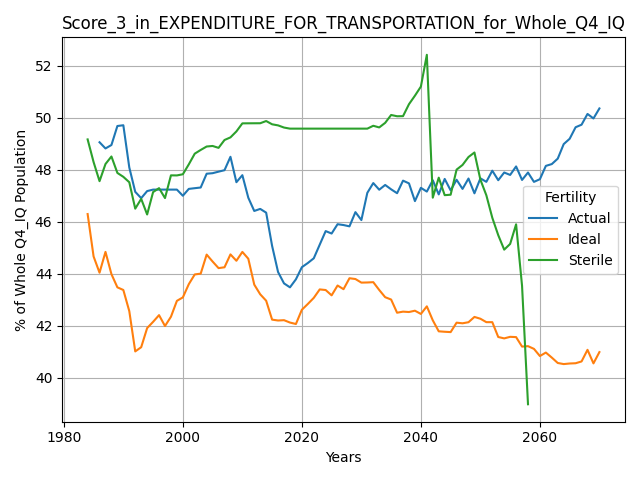 Score_3_in_EXPENDITURE_FOR_TRANSPORTATION_for_Whole_Q4_IQ
% of Whole Q4_IQ Population
52
50
48
46
44
42
40
Fertility
Actual
Ideal
Sterile
1980 2000 2020 2040 2060
Years